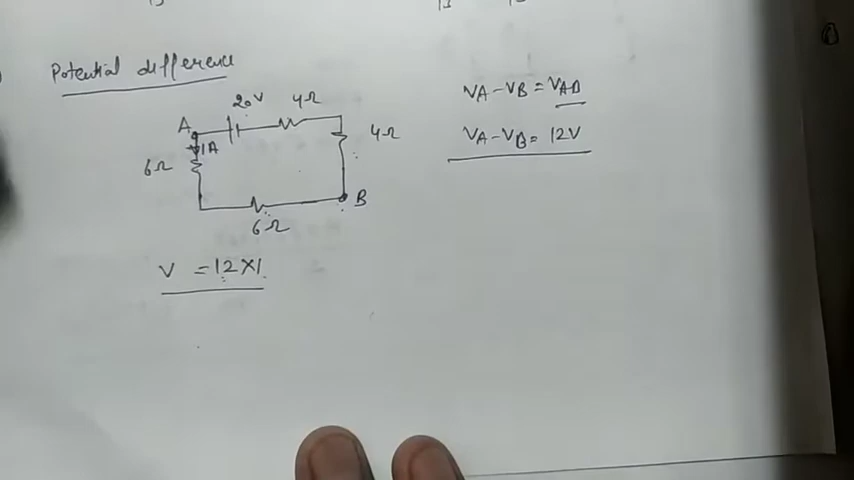 Potential difference
20V 4Ω
A
1A
4Ω
6Ω
B
6Ω
V = 12×1
VA-VB = VAB
VA-VB = 12V